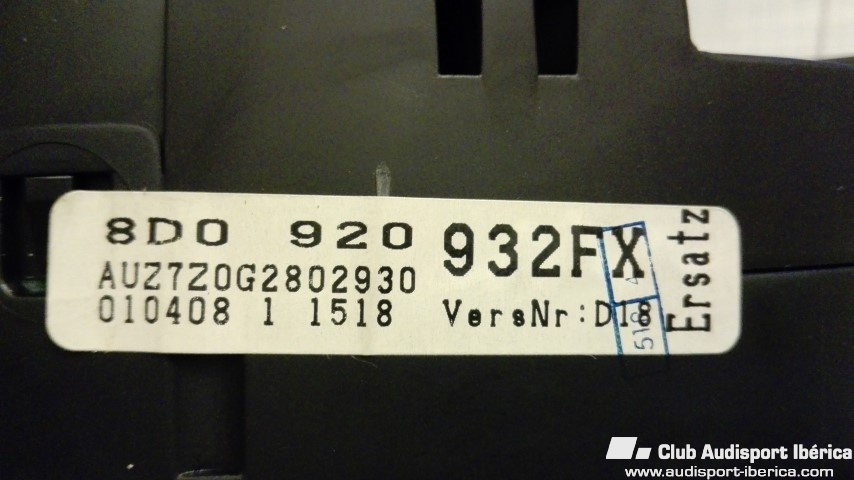 8D0 920 932FX
AUZ7Z0G2802930
010408 1 1518 VersNr:D18
Ersatz
Club Audisport Ibérica
www.audisport-iberica.com